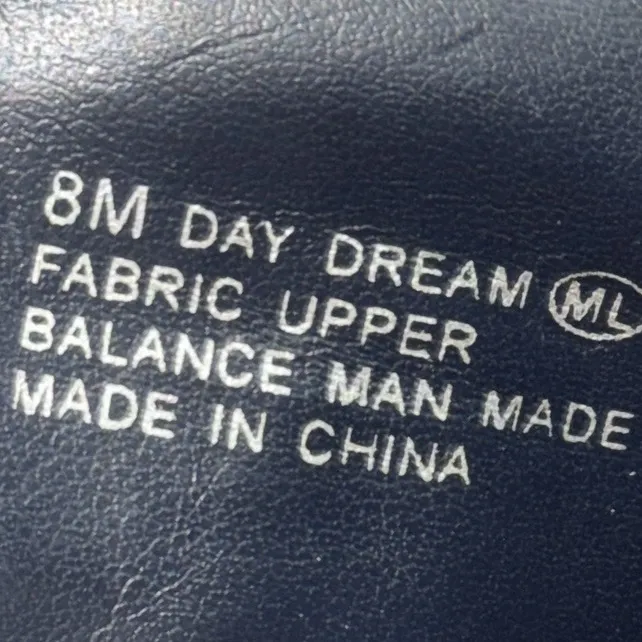 8M DAY DREAM ML
FABRIC UPPER
BALANCE MAN MADE
MADE IN CHINA